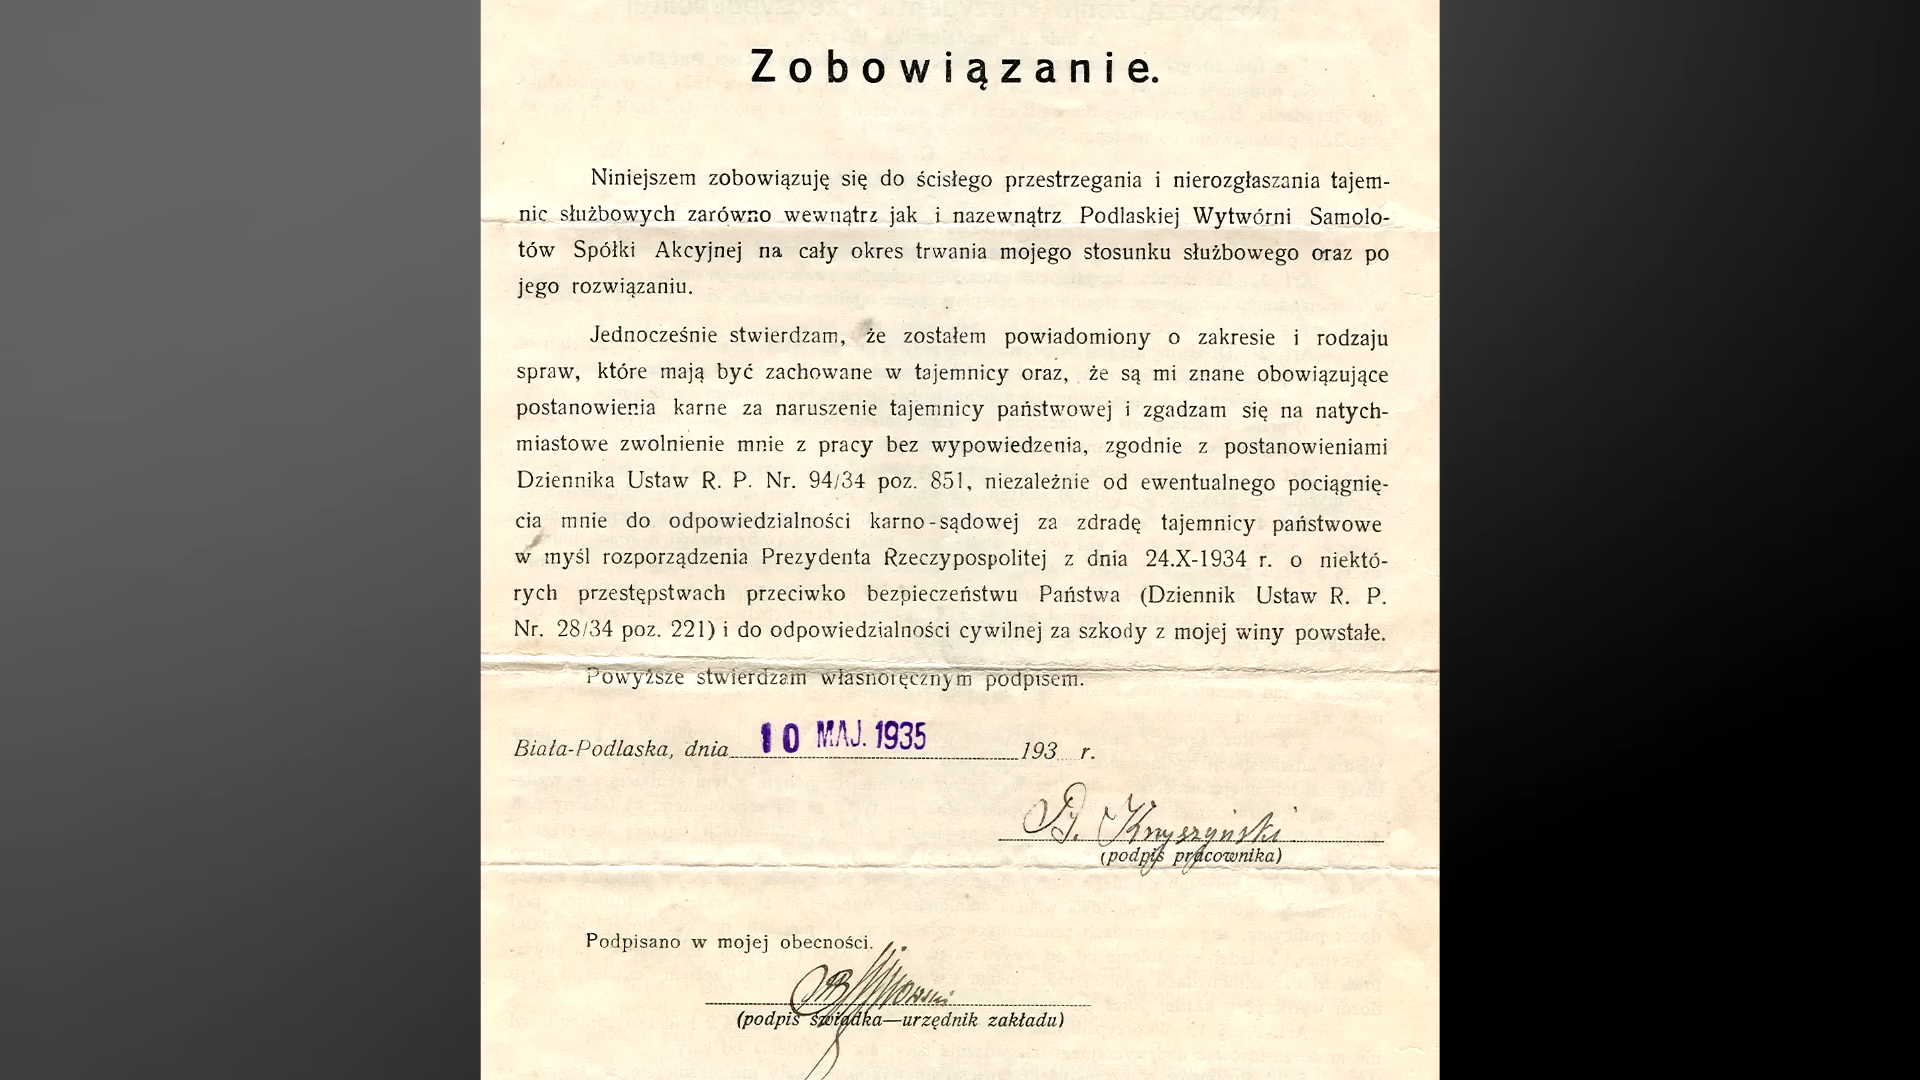 Zobowiązanie.
Niniejszem zobowiązuję się do ścisłego przestrzegania i nierozgłaszania tajem-
nic służbowych zarówno wewnątrz jak i nazewnątrz Podlaskiej Wytwórni Samolo-
tów Spółki Akcyjnej na cały okres trwania mojego stosunku służbowego oraz po
jego rozwiązaniu.
Jednocześnie stwierdzam, że zostałem powiadomiony o zakresie i rodzaju
spraw, które mają być zachowane w tajemnicy oraz, że są mi znane obowiązujące
postanowienia karne za naruszenie tajemnicy państwowej i zgadzam się na natych-
miastowe zwolnienie mnie z pracy bez wypowiedzenia, zgodnie z postanowieniami
Dziennika Ustaw R. P. Nr. 94/34 poz. 851, niezależnie od ewentualnego pociągnię-
cia mnie do odpowiedzialności karno-sądowej za zdradę tajemnicy państwowe
w myśl rozporządzenia Prezydenta Rzeczypospolitej z dnia 24.X-1934 r. o niektó-
rych przestępstwach przeciwko bezpieczeństwu Państwa (Dziennik Ustaw R. P.
Nr. 28/34 poz. 221) i do odpowiedzialności cywilnej za szkody z mojej winy powstałe.
Powyższe stwierdzam własnoręcznym podpisem.
Biała-Podlaska, dnia 10 MAJ. 1935 193 r.
Knyszyński
(podpis pracownika)
Podpisano w mojej obecności.
(podpis świadka—urzędnik zakładu)